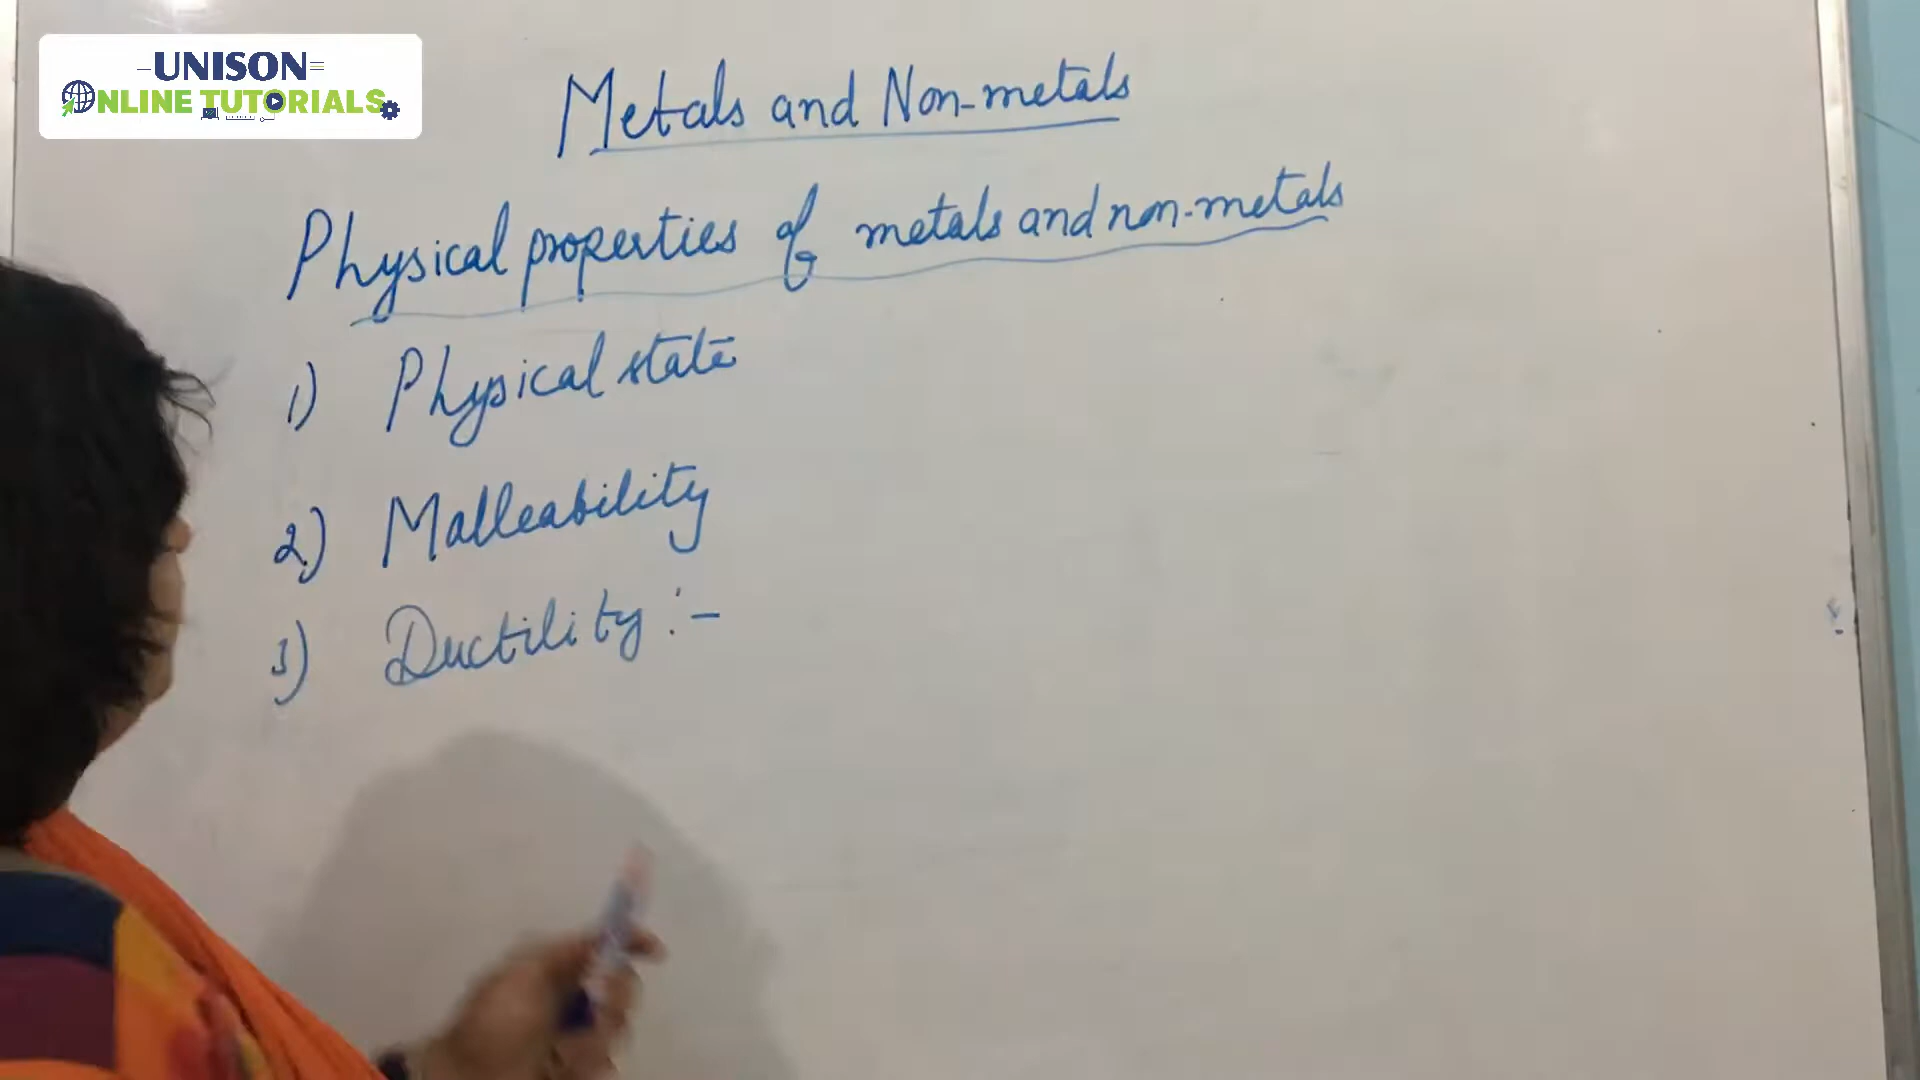 UNISON
ONLINE TUTORIALS
Metals and Non-metals
Physical properties of metals and non-metals
1) Physical state
2) Malleability
3) Ductility :-